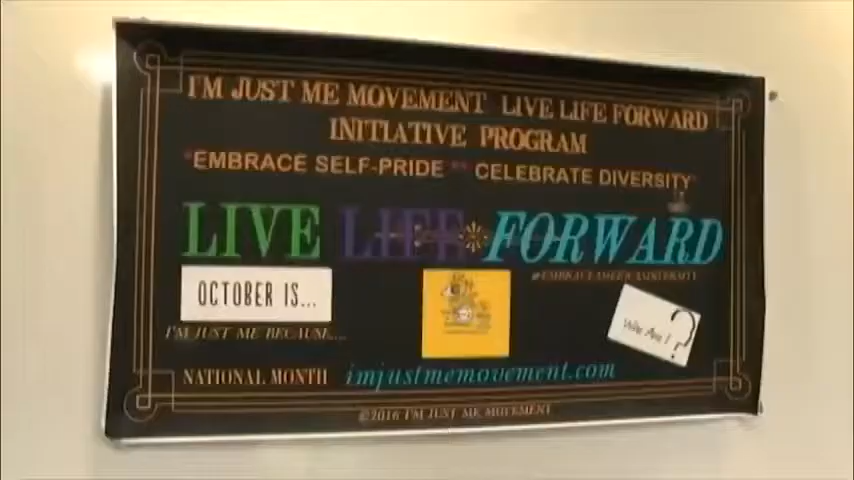 I'M JUST ME MOVEMENT LIVE LIFE FORWARD
INITIATIVE PROGRAM
"EMBRACE SELF-PRIDE "" CELEBRATE DIVERSITY"
LIVE LIFE FORWARD
OCTOBER IS...
I'M JUST ME BECAUSE...
Who Am I ?
NATIONAL MONTH imjustmemovement.com
©2016 I'M JUST ME MOVEMENT